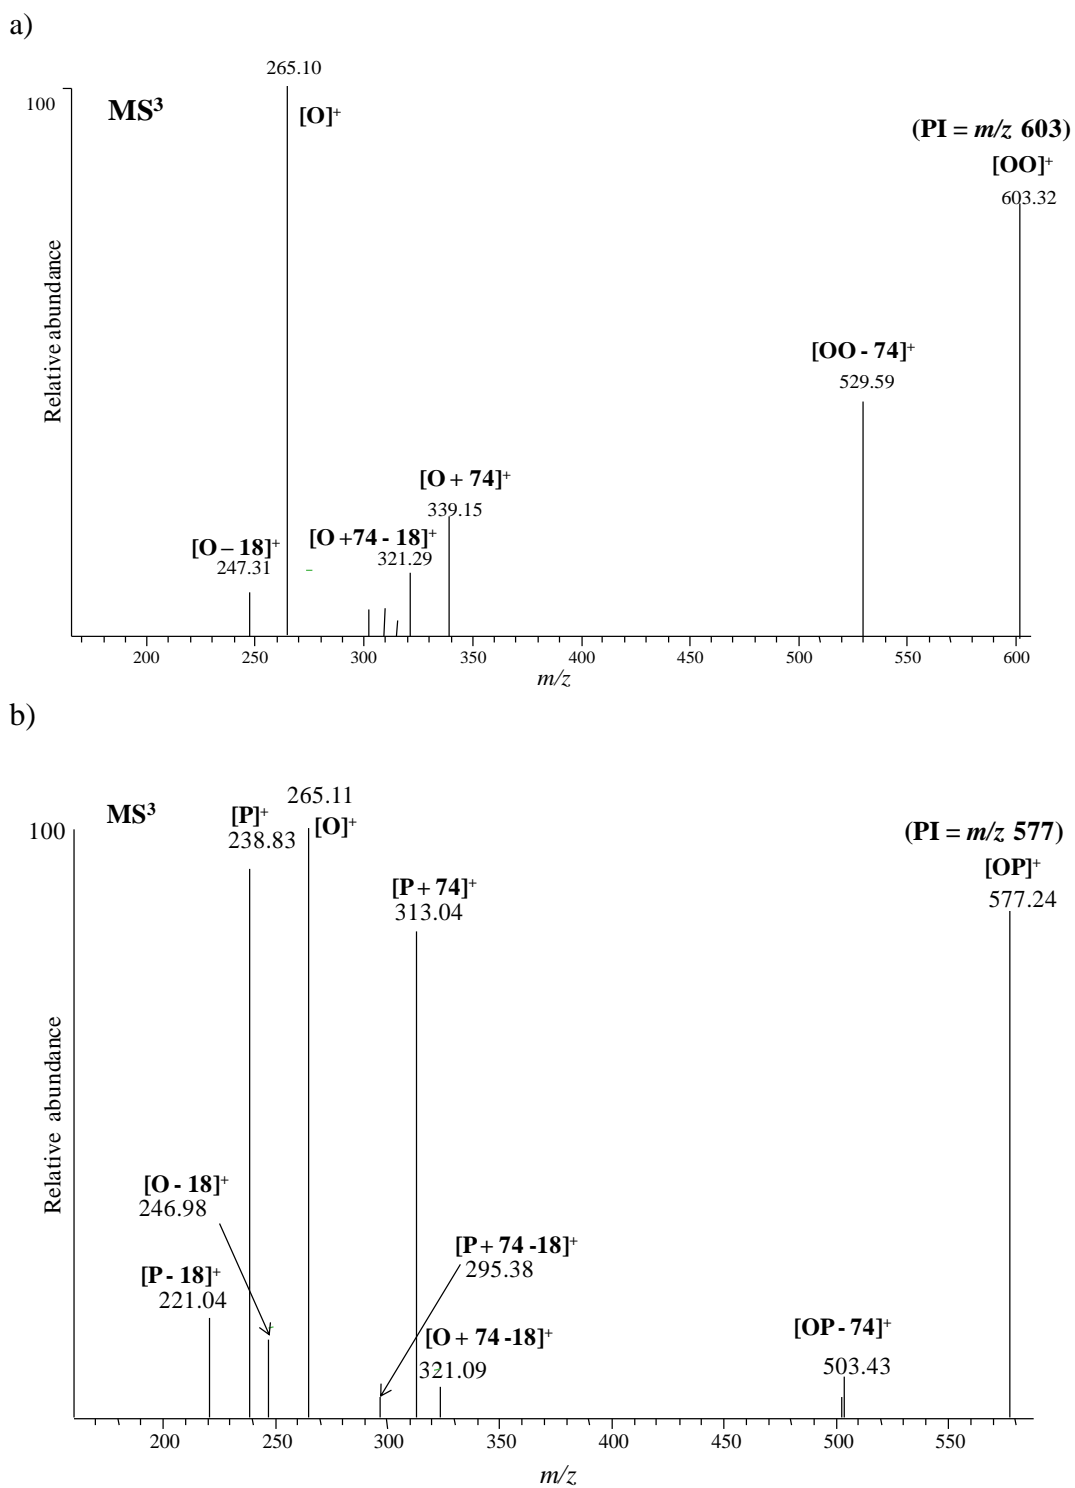 a)
265.10
100
MS³
[O]⁺
(PI = m/z 603)
[OO]⁺
603.32
[OO - 74]⁺
529.59
[O + 74]⁺
339.15
[O – 18]⁺
247.31
[O +74 - 18]⁺
321.29
Relative abundance
200 250 300 350 400 450 500 550 600
m/z
b)
265.11
MS³
[P]⁺
238.83
[O]⁺
100
(PI = m/z 577)
[OP]⁺
577.24
[P + 74]⁺
313.04
[O - 18]⁺
246.98
[P + 74 -18]⁺
295.38
[P - 18]⁺
221.04
[O + 74 -18]⁺
321.09
[OP - 74]⁺
503.43
Relative abundance
200 250 300 350 400 450 500 550
m/z